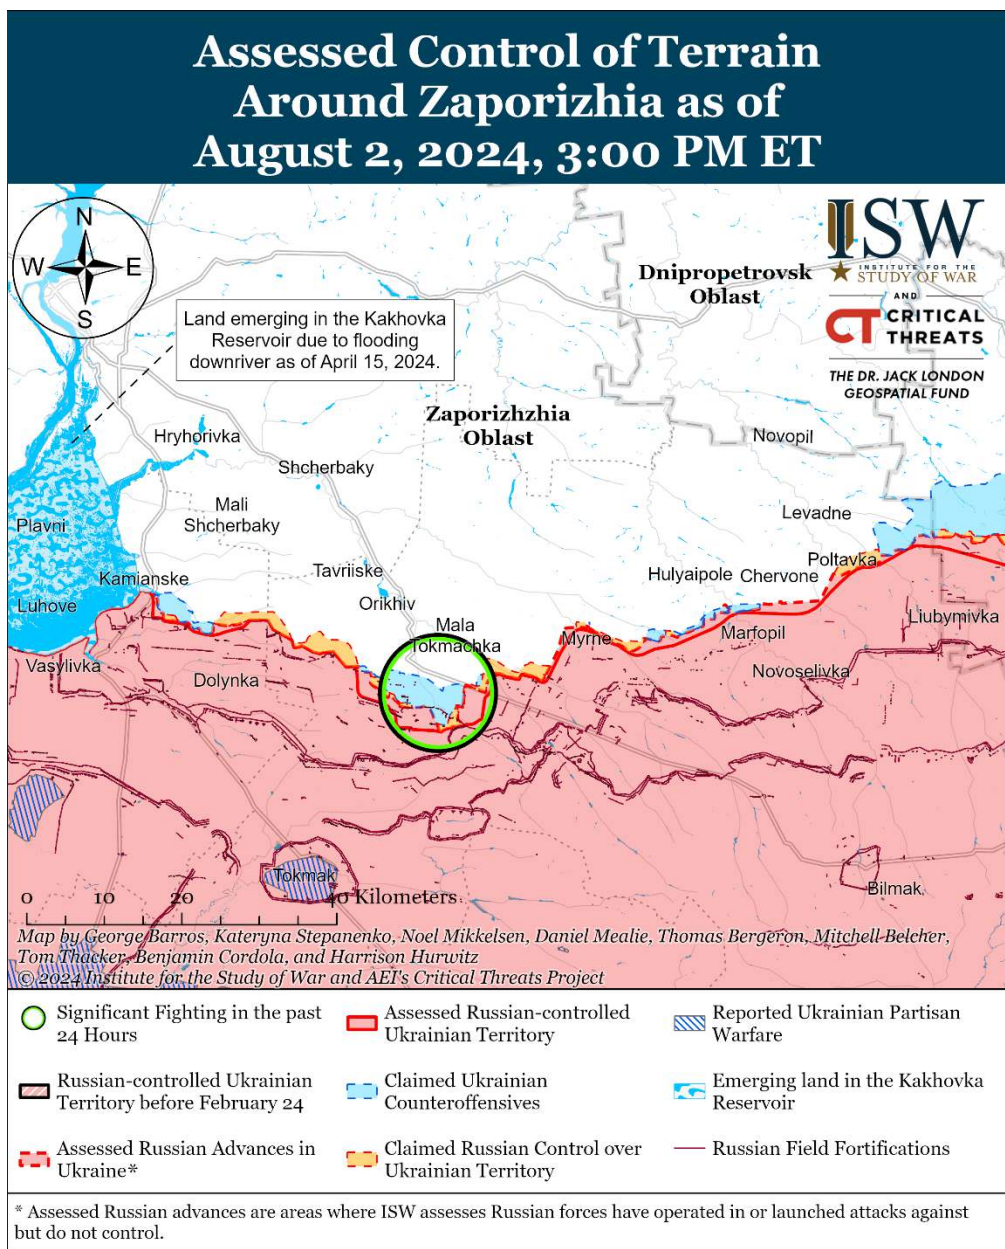 Assessed Control of Terrain
Around Zaporizhia as of
August 2, 2024, 3:00 PM ET
N
W
E
S
ISW
INSTITUTE FOR THE
STUDY OF WAR
AND
CT CRITICAL
THREATS
THE DR. JACK LONDON
GEOSPATIAL FUND
Dnipropetrovsk
Oblast
Land emerging in the Kakhovka
Reservoir due to flooding
downriver as of April 15, 2024.
Zaporizhzhia
Oblast
Hryhorivka
Novopil
Shcherbaky
Mali
Shcherbaky
Levadne
Plavni
Poltavka
Tavriiske
Hulyaipole
Chervone
Kamianske
Orikhiv
Luhove
Mala
Tokmachka
Myrne
Marfopil
Liubymivka
Vasylivka
Dolynka
Novoselivka
Tokmak
Bilmak
0 10 20 40 Kilometers
Map by George Barros, Kateryna Stepanenko, Noel Mikkelsen, Daniel Mealie, Thomas Bergeron, Mitchell Belcher,
Tom Thacker, Benjamin Cordola, and Harrison Hurwitz
© 2024 Institute for the Study of War and AEI's Critical Threats Project
Significant Fighting in the past
24 Hours
Assessed Russian-controlled
Ukrainian Territory
Reported Ukrainian Partisan
Warfare
Russian-controlled Ukrainian
Territory before February 24
Claimed Ukrainian
Counteroffensives
Emerging land in the Kakhovka
Reservoir
Assessed Russian Advances in
Ukraine*
Claimed Russian Control over
Ukrainian Territory
Russian Field Fortifications
* Assessed Russian advances are areas where ISW assesses Russian forces have operated in or launched attacks against
but do not control.